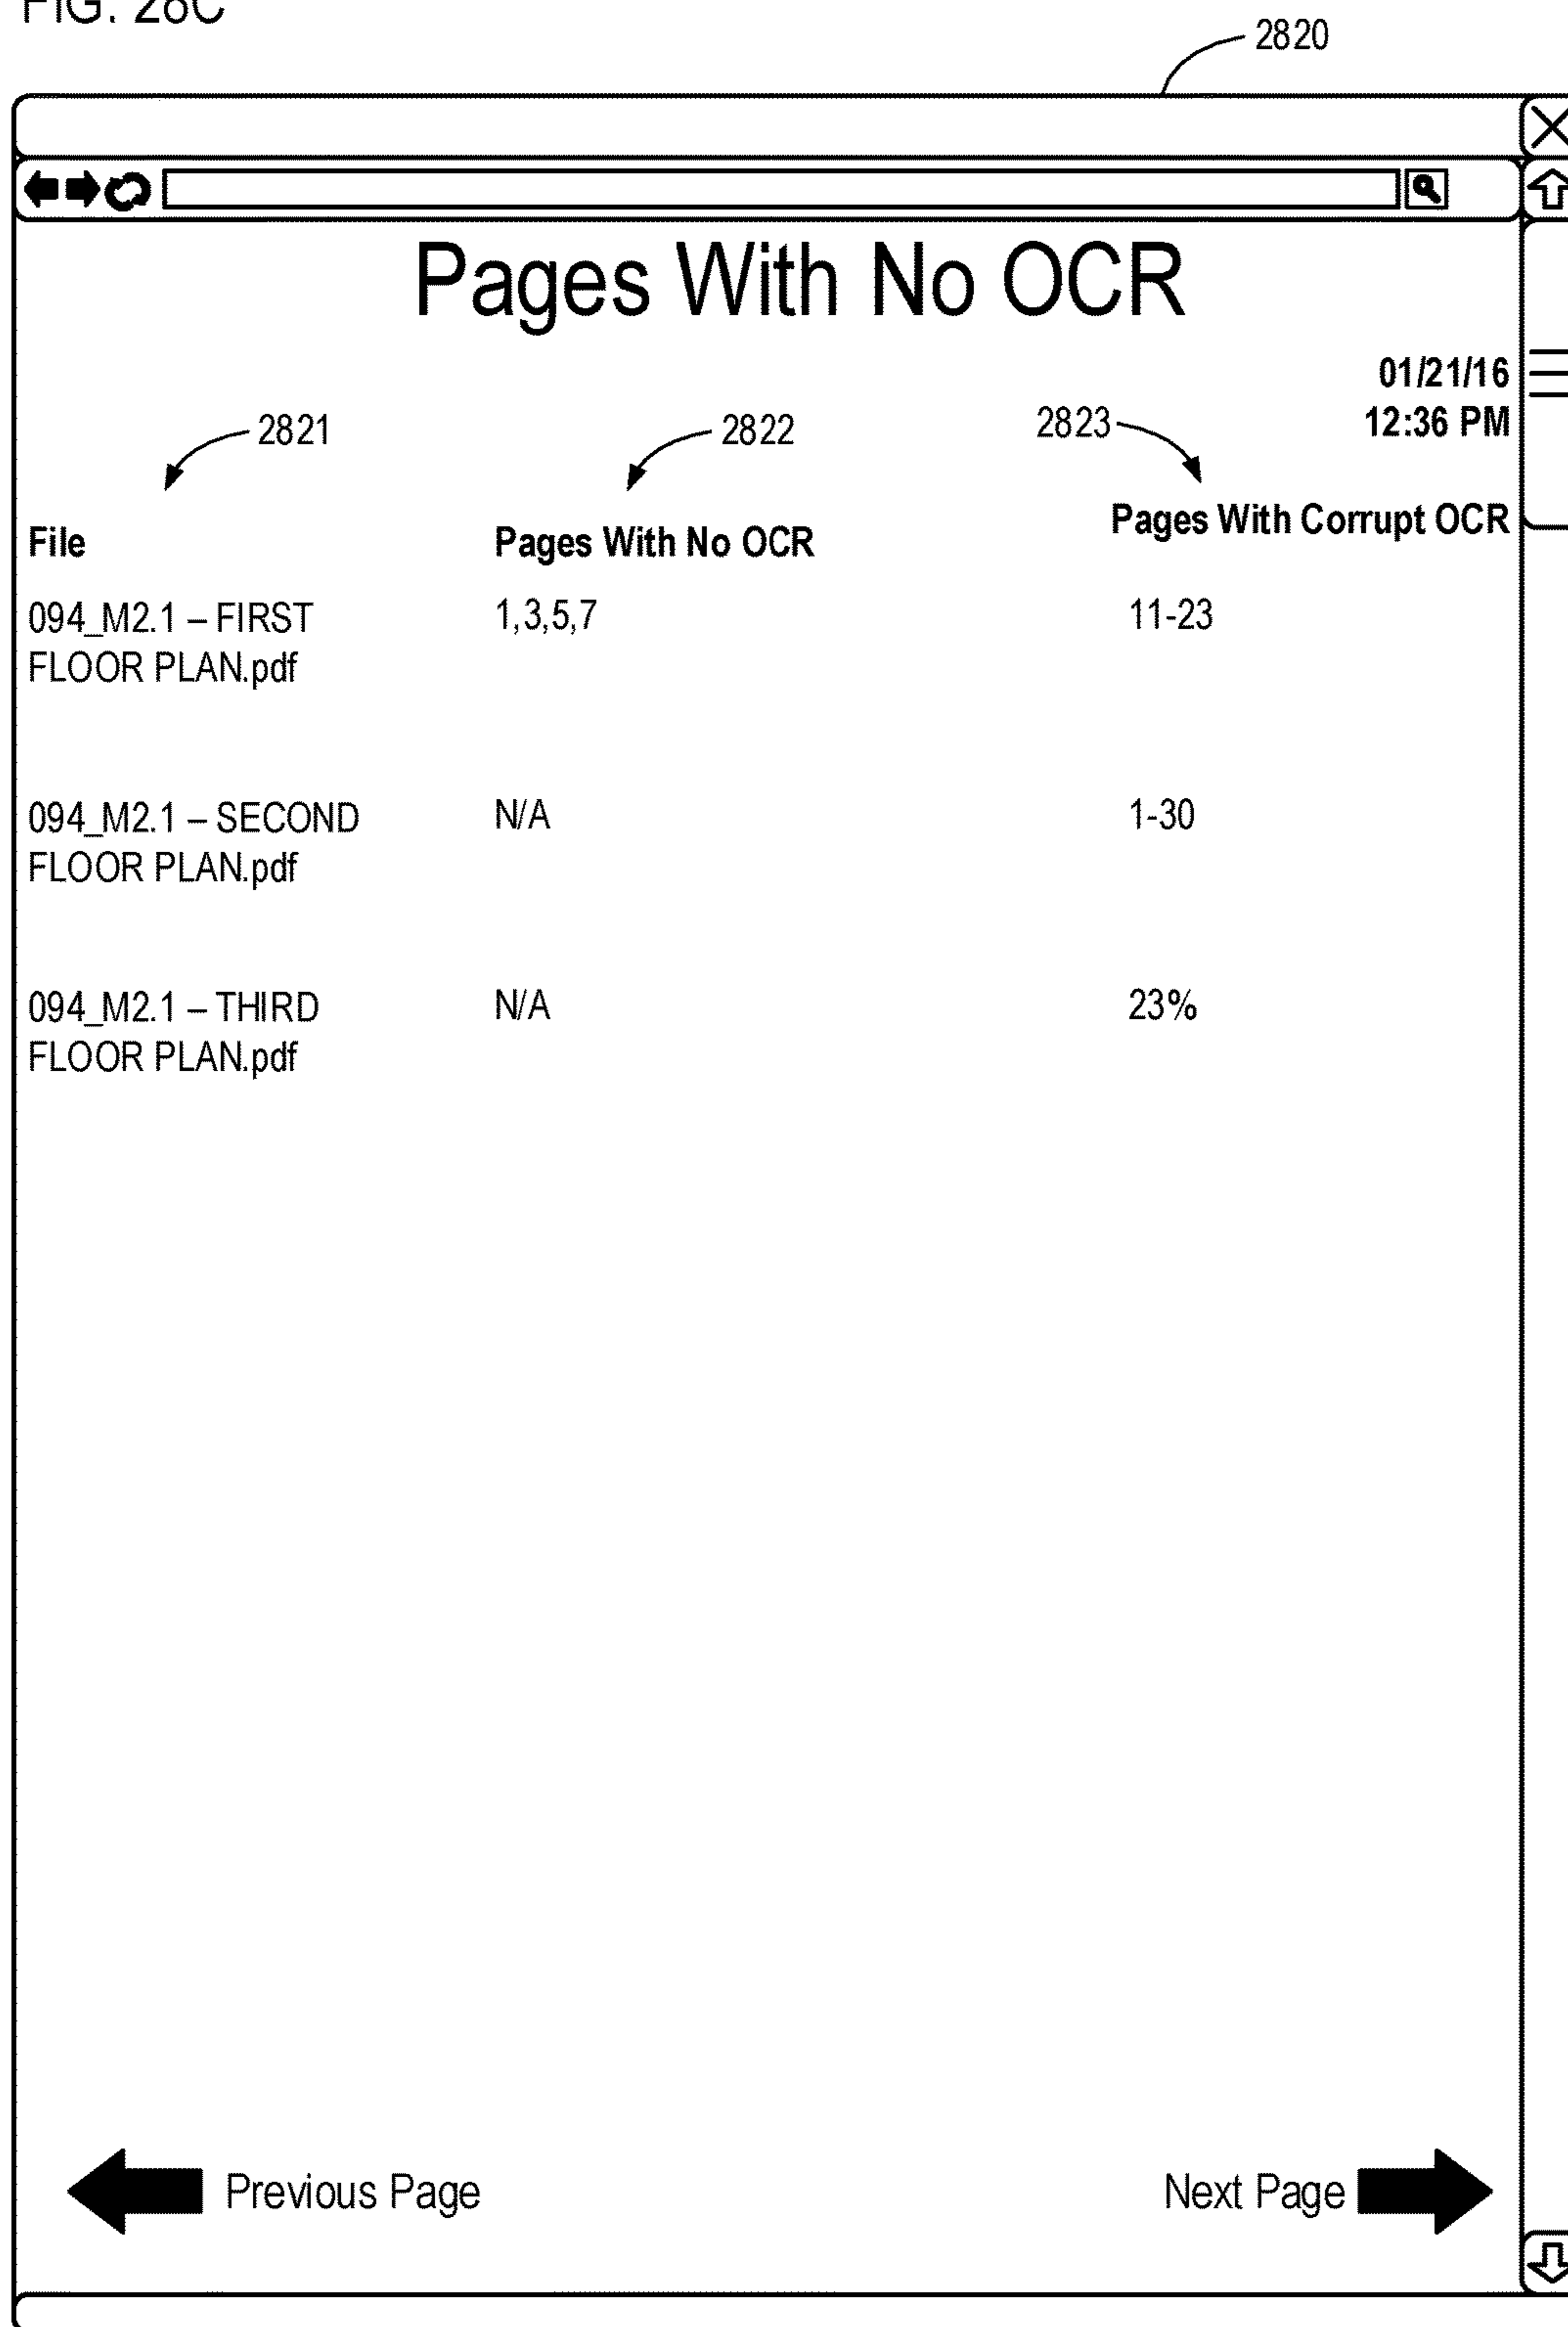 FIG. 28C
2820
Pages With No OCR
01/21/16
12:36 PM
2821
2822
2823
File
Pages With No OCR
Pages With Corrupt OCR
094_M2.1 – FIRST
FLOOR PLAN.pdf
1,3,5,7
11-23
094_M2.1 – SECOND
FLOOR PLAN.pdf
N/A
1-30
094_M2.1 – THIRD
FLOOR PLAN.pdf
N/A
23%
Previous Page
Next Page